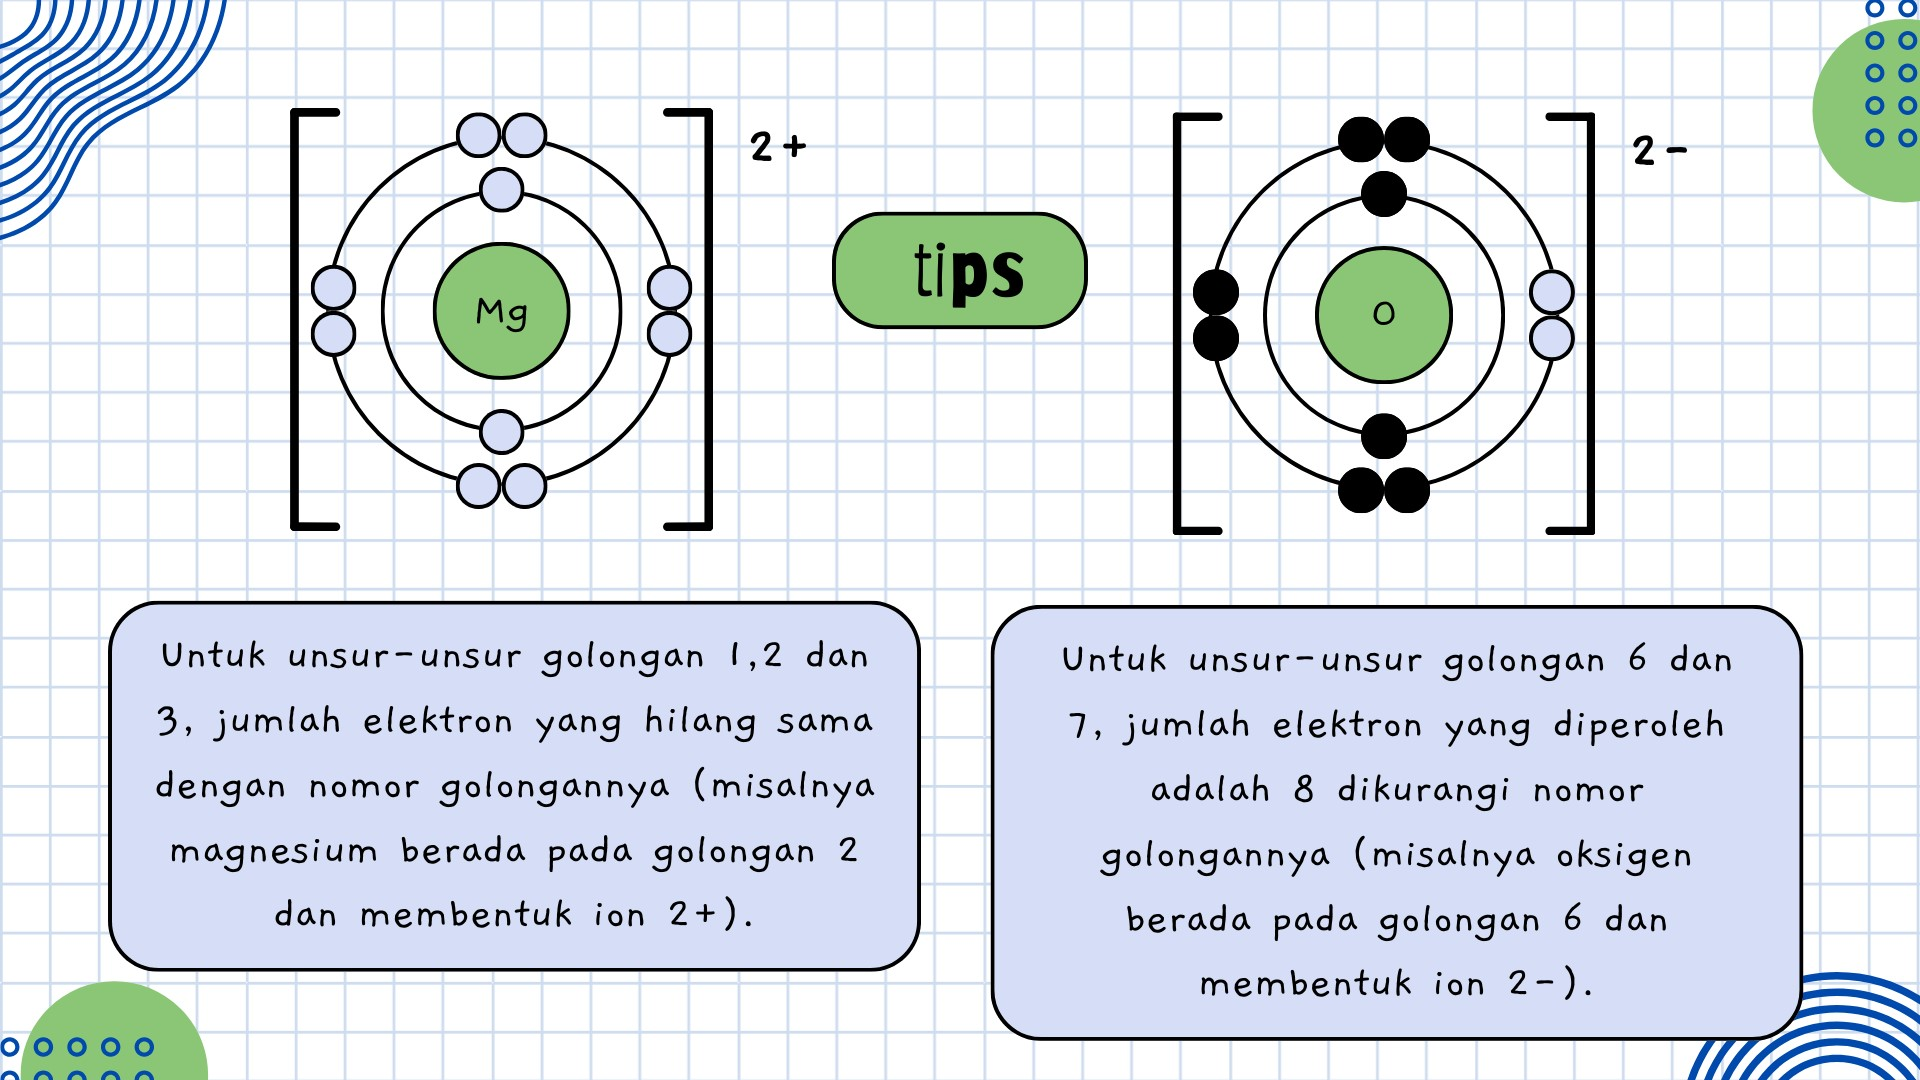 2+
2-
tips
Mg
O
Untuk unsur-unsur golongan 1,2 dan
3, jumlah elektron yang hilang sama
dengan nomor golongannya (misalnya
magnesium berada pada golongan 2
dan membentuk ion 2+).
Untuk unsur-unsur golongan 6 dan
7, jumlah elektron yang diperoleh
adalah 8 dikurangi nomor
golongannya (misalnya oksigen
berada pada golongan 6 dan
membentuk ion 2-).